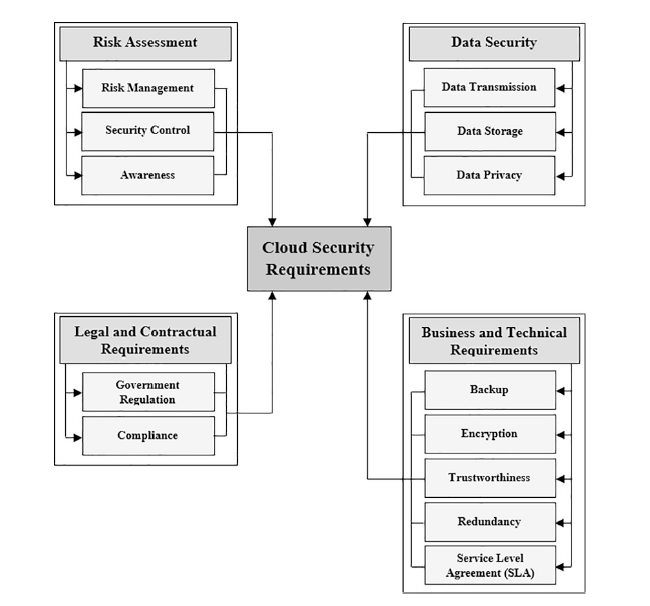 Risk Assessment
Risk Management
Security Control
Awareness
Data Security
Data Transmission
Data Storage
Data Privacy
Cloud Security
Requirements
Legal and Contractual
Requirements
Government
Regulation
Compliance
Business and Technical
Requirements
Backup
Encryption
Trustworthiness
Redundancy
Service Level
Agreement (SLA)